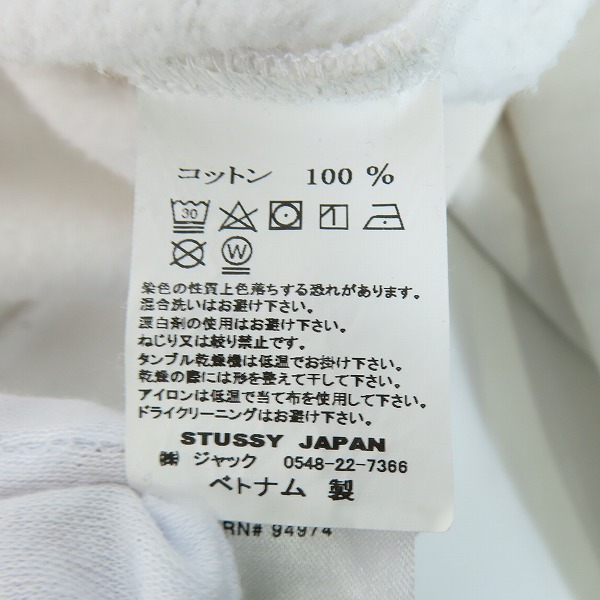 コットン 100 %
30
W
染色の性質上色落ちする恐れがあります。
混合洗いはお避け下さい。
漂白剤の使用はお避け下さい。
ねじり又は絞り禁止です。
タンブル乾燥機は低温でお掛け下さい。
乾燥の際には形を整えて干して下さい。
アイロンは低温で当て布を使用して下さい。
ドライクリーニングはお避け下さい。
STUSSY JAPAN
㈱ ジャック 0548-22-7366
ベトナム 製
RN# 94974